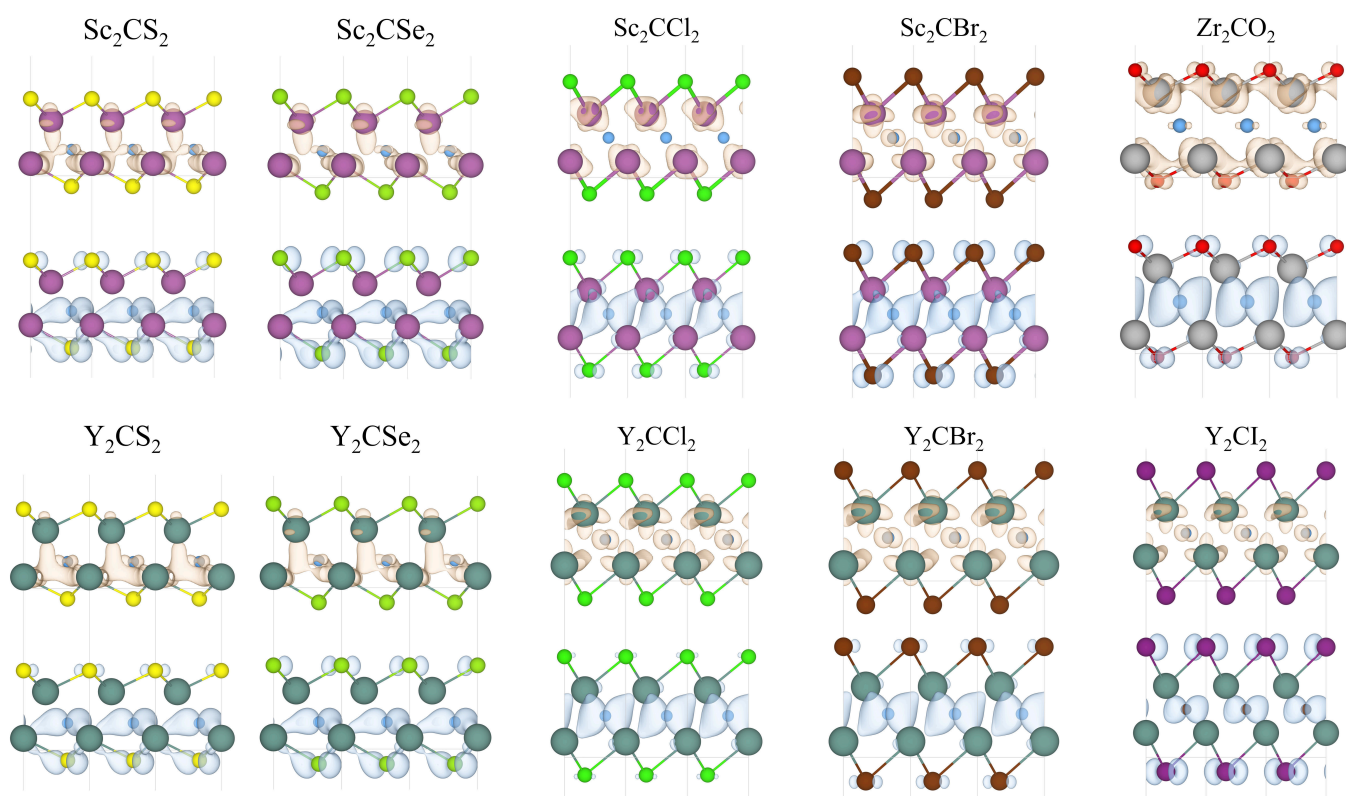 Sc₂CS₂
Sc₂CSe₂
Sc₂CCl₂
Sc₂CBr₂
Zr₂CO₂
Y₂CS₂
Y₂CSe₂
Y₂CCl₂
Y₂CBr₂
Y₂CI₂